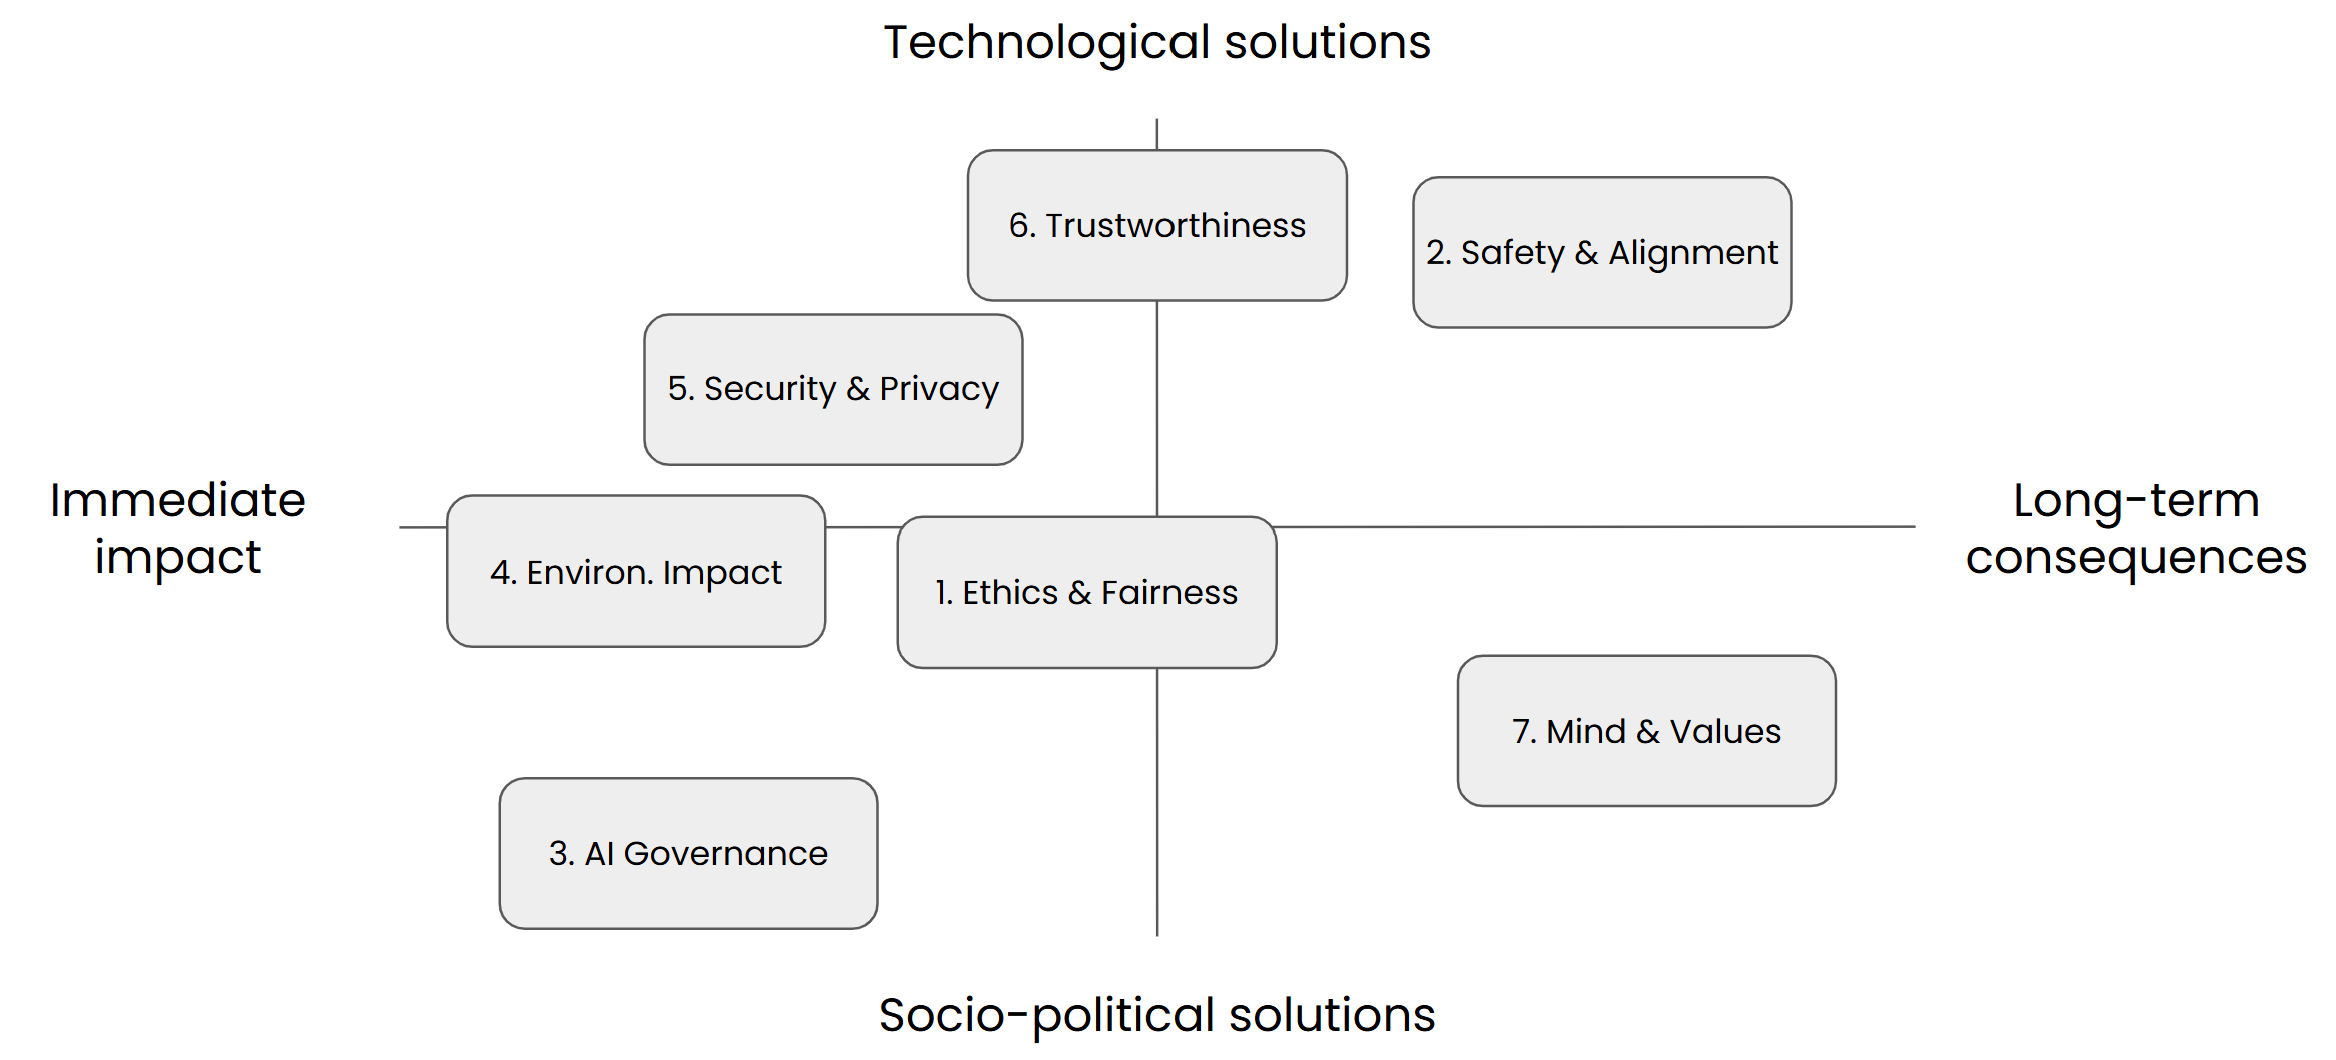 Technological solutions
6. Trustworthiness
2. Safety & Alignment
5. Security & Privacy
Immediate
impact
Long-term
consequences
4. Environ. Impact
1. Ethics & Fairness
7. Mind & Values
3. AI Governance
Socio-political solutions